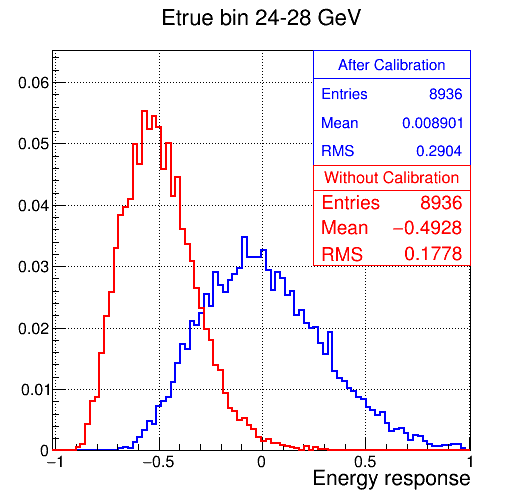 Etrue bin 24-28 GeV
After Calibration
Entries 8936
Mean 0.008901
RMS 0.2904
Without Calibration
Entries 8936
Mean −0.4928
RMS 0.1778
0.06
0.05
0.04
0.03
0.02
0.01
0
−1 −0.5 0 0.5 1
Energy response